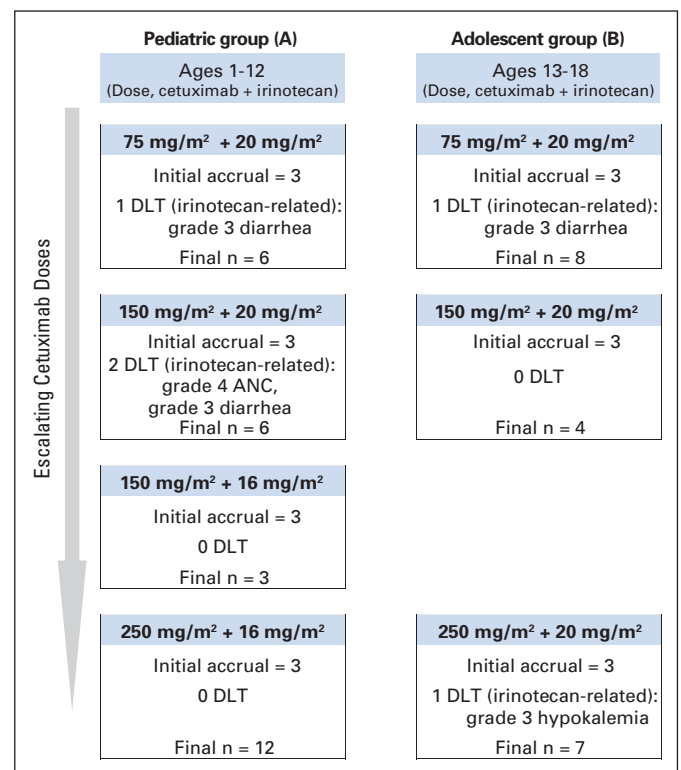 Pediatric group (A)
Ages 1-12
(Dose, cetuximab + irinotecan)
75 mg/m² + 20 mg/m²
Initial accrual = 3
1 DLT (irinotecan-related):
grade 3 diarrhea
Final n = 6
150 mg/m² + 20 mg/m²
Initial accrual = 3
2 DLT (irinotecan-related):
grade 4 ANC,
grade 3 diarrhea
Final n = 6
150 mg/m² + 16 mg/m²
Initial accrual = 3
0 DLT
Final n = 3
250 mg/m² + 16 mg/m²
Initial accrual = 3
0 DLT
Final n = 12
Adolescent group (B)
Ages 13-18
(Dose, cetuximab + irinotecan)
75 mg/m² + 20 mg/m²
Initial accrual = 3
1 DLT (irinotecan-related):
grade 3 diarrhea
Final n = 8
150 mg/m² + 20 mg/m²
Initial accrual = 3
0 DLT
Final n = 4
250 mg/m² + 20 mg/m²
Initial accrual = 3
1 DLT (irinotecan-related):
grade 3 hypokalemia
Final n = 7
Escalating Cetuximab Doses